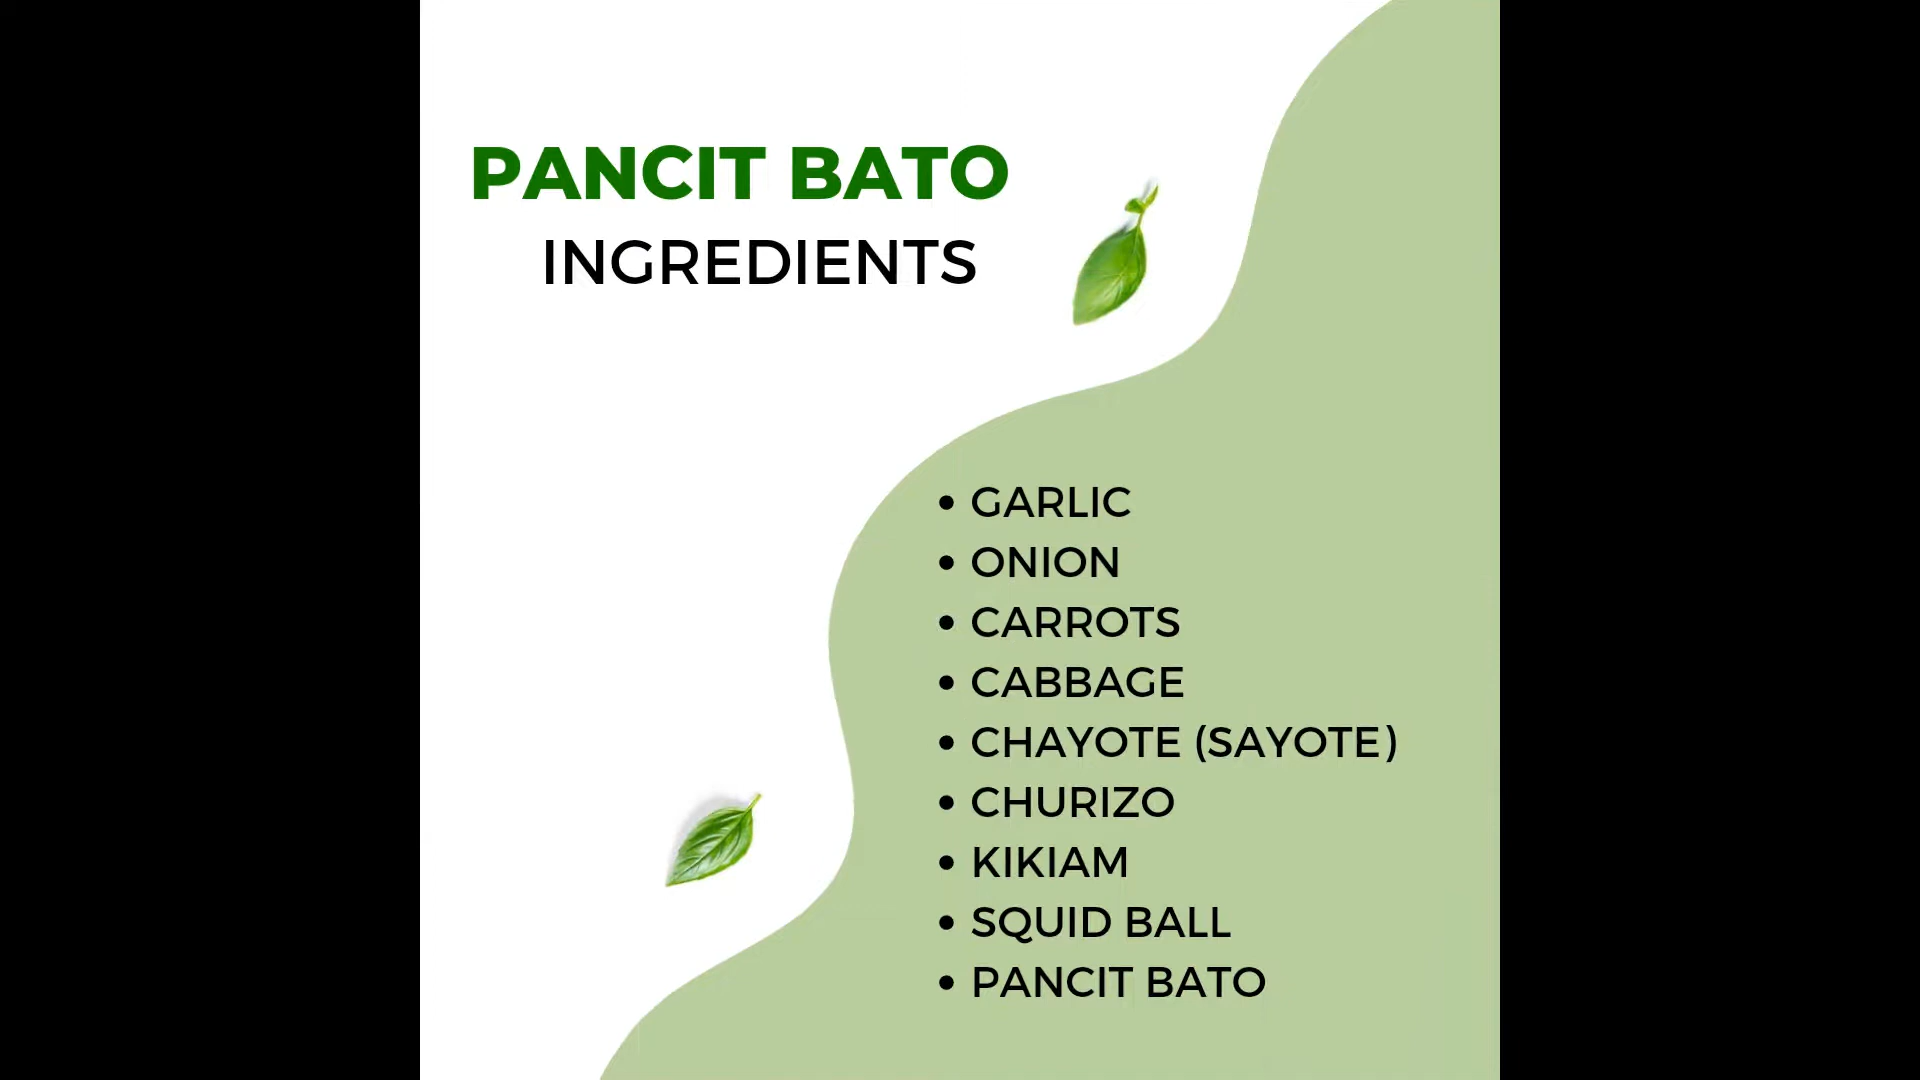 PANCIT BATO
INGREDIENTS
• GARLIC
• ONION
• CARROTS
• CABBAGE
• CHAYOTE (SAYOTE)
• CHURIZO
• KIKIAM
• SQUID BALL
• PANCIT BATO